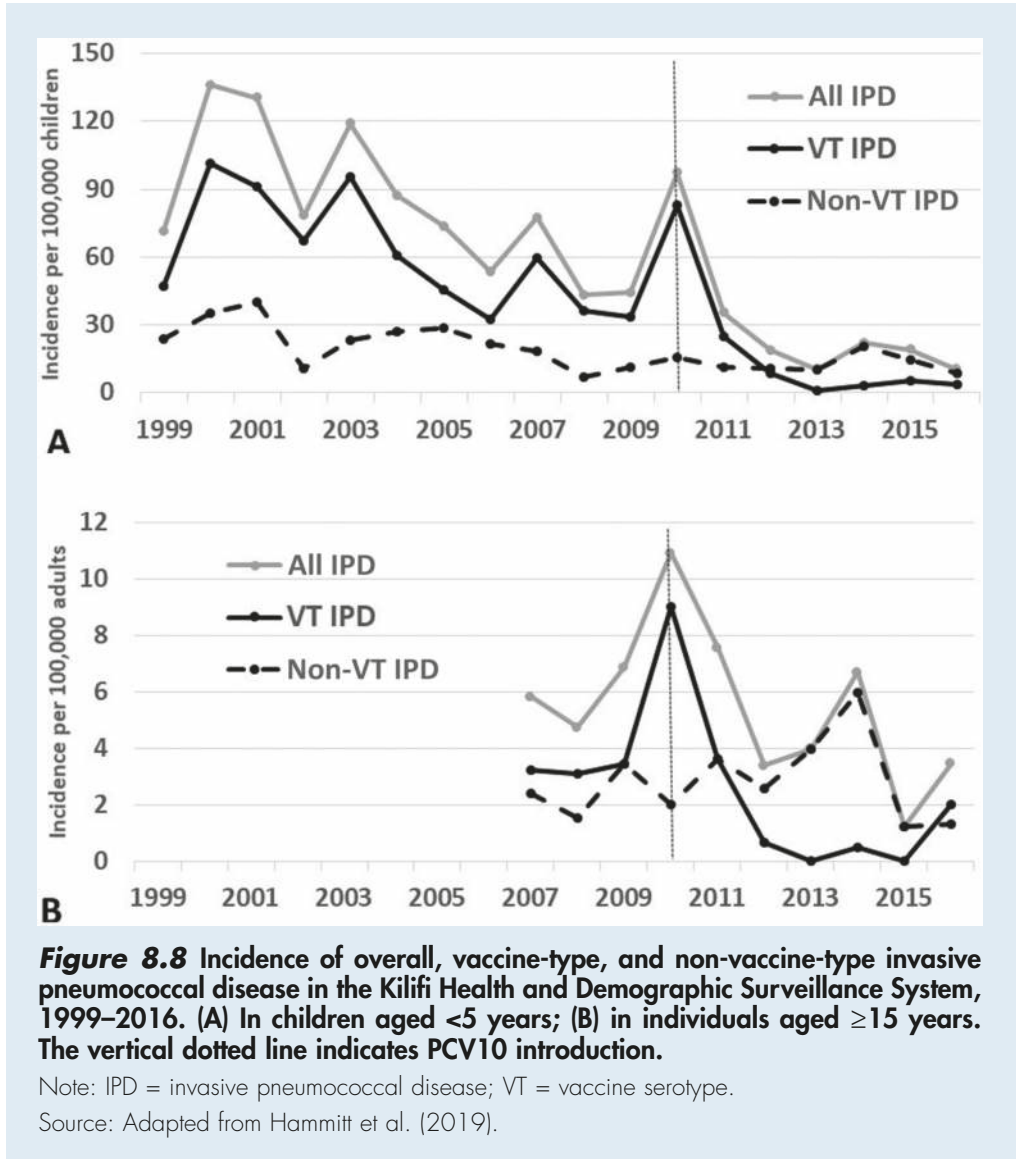 150
120
90
60
30
0
Incidence per 100,000 children
All IPD
VT IPD
Non-VT IPD
1999 2001 2003 2005 2007 2009 2011 2013 2015
A
12
10
8
6
4
2
0
Incidence per 100,000 adults
All IPD
VT IPD
Non-VT IPD
1999 2001 2003 2005 2007 2009 2011 2013 2015
B
Figure 8.8 Incidence of overall, vaccine-type, and non-vaccine-type invasive
pneumococcal disease in the Kilifi Health and Demographic Surveillance System,
1999–2016. (A) In children aged <5 years; (B) in individuals aged ≥15 years.
The vertical dotted line indicates PCV10 introduction.
Note: IPD = invasive pneumococcal disease; VT = vaccine serotype.
Source: Adapted from Hammitt et al. (2019).